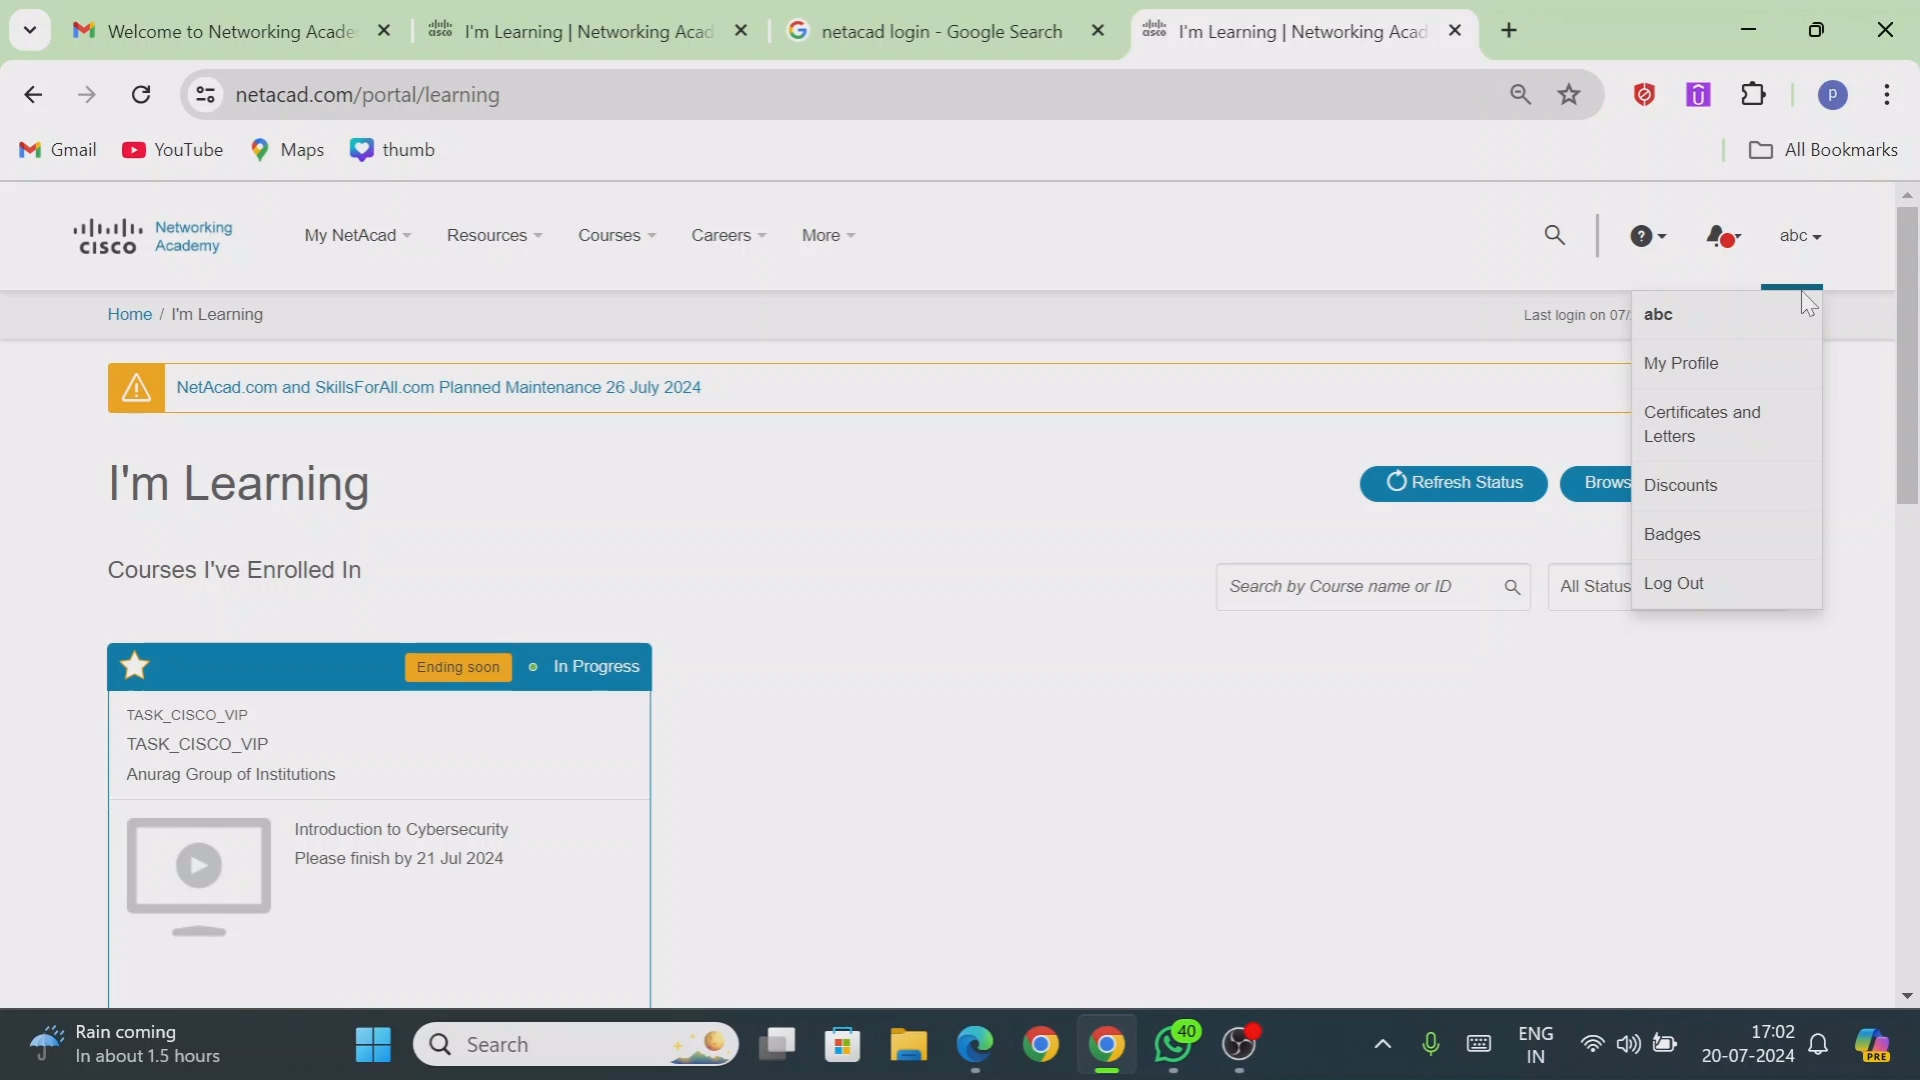 Welcome to Networking Acade
I'm Learning | Networking Acad
netacad login - Google Search
I'm Learning | Networking Acad
netacad.com/portal/learning
p
Gmail
YouTube
Maps
thumb
All Bookmarks
CISCO
Networking
Academy
My NetAcad
Resources
Courses
Careers
More
abc
Home / I'm Learning
Last login on 07/
abc
My Profile
Certificates and
Letters
Discounts
Badges
Log Out
NetAcad.com and SkillsForAll.com Planned Maintenance 26 July 2024
I'm Learning
Refresh Status
Brows
Courses I've Enrolled In
Search by Course name or ID
All Status
Ending soon
In Progress
TASK_CISCO_VIP
TASK_CISCO_VIP
Anurag Group of Institutions
Introduction to Cybersecurity
Please finish by 21 Jul 2024
Rain coming
In about 1.5 hours
Search
40
ENG
IN
17:02
20-07-2024
PRE